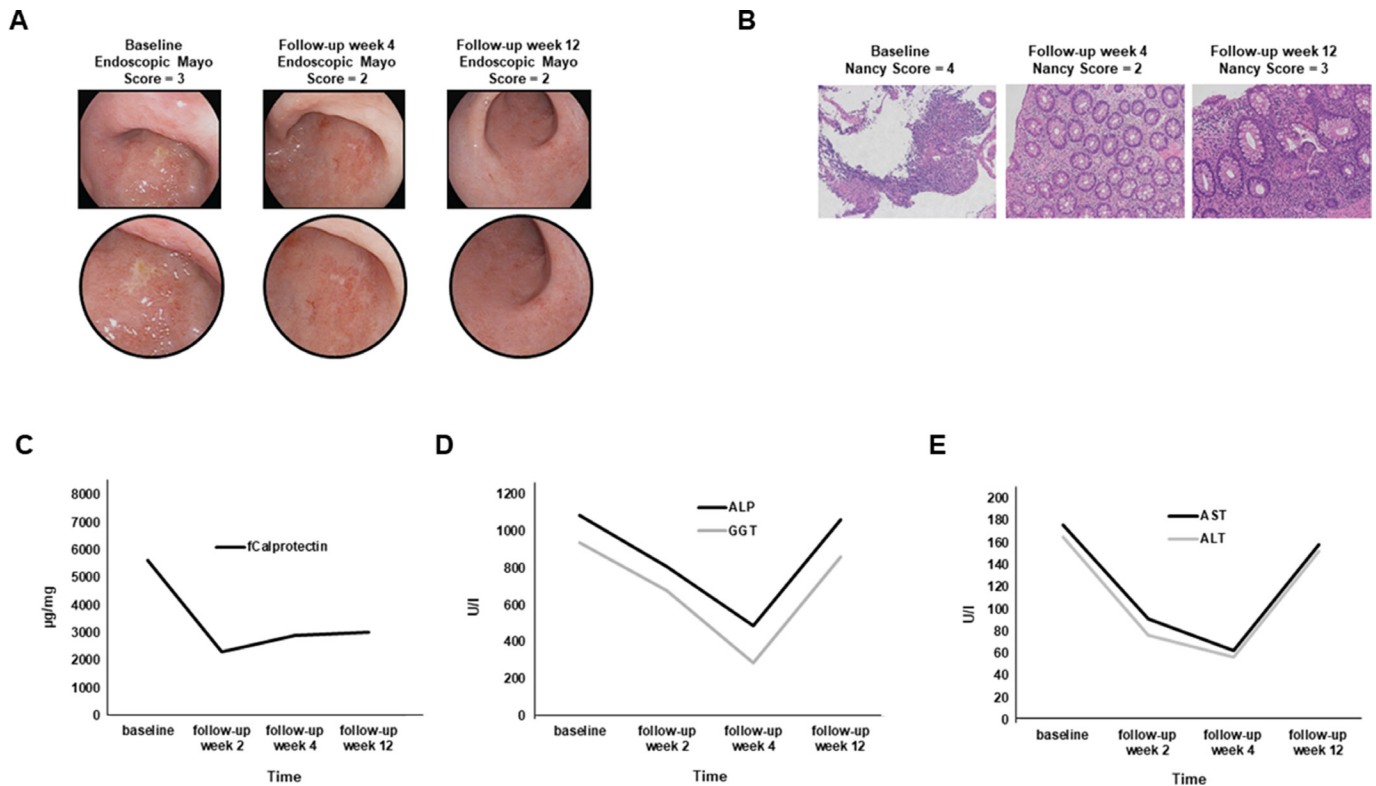 A
Baseline
Endoscopic Mayo
Score = 3
Follow-up week 4
Endoscopic Mayo
Score = 2
Follow-up week 12
Endoscopic Mayo
Score = 2
B
Baseline
Nancy Score = 4
Follow-up week 4
Nancy Score = 2
Follow-up week 12
Nancy Score = 3
C
8000
7000
6000
5000
4000
3000
2000
1000
0
µg/mg
fCalprotectin
baseline
follow-up
week 2
follow-up
week 4
follow-up
week 12
Time
D
1200
1000
800
600
400
200
0
U/l
ALP
GGT
baseline
follow-up
week 2
follow-up
week 4
follow-up
week 12
Time
E
200
180
160
140
120
100
80
60
40
20
0
U/l
AST
ALT
baseline
follow-up
week 2
follow-up
week 4
follow-up
week 12
Time